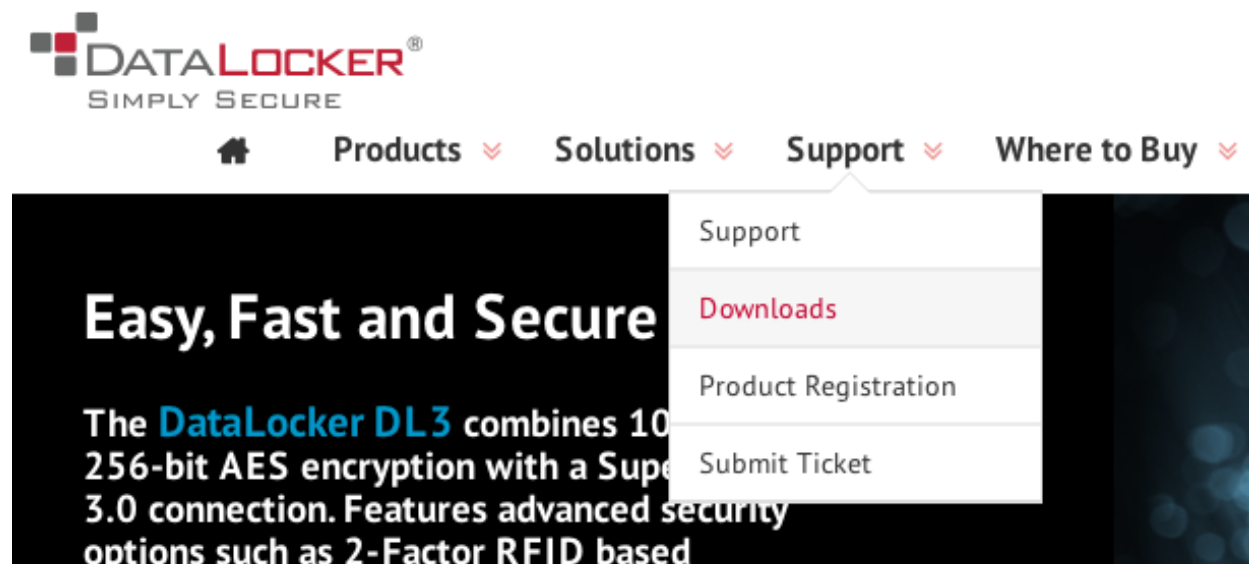 DATALOCKER®
SIMPLY SECURE
Products Solutions Support Where to Buy
Support
Downloads
Product Registration
Submit Ticket
Easy, Fast and Secure
The DataLocker DL3 combines 10
256-bit AES encryption with a Supe
3.0 connection. Features advanced security
options such as 2-Factor RFID based